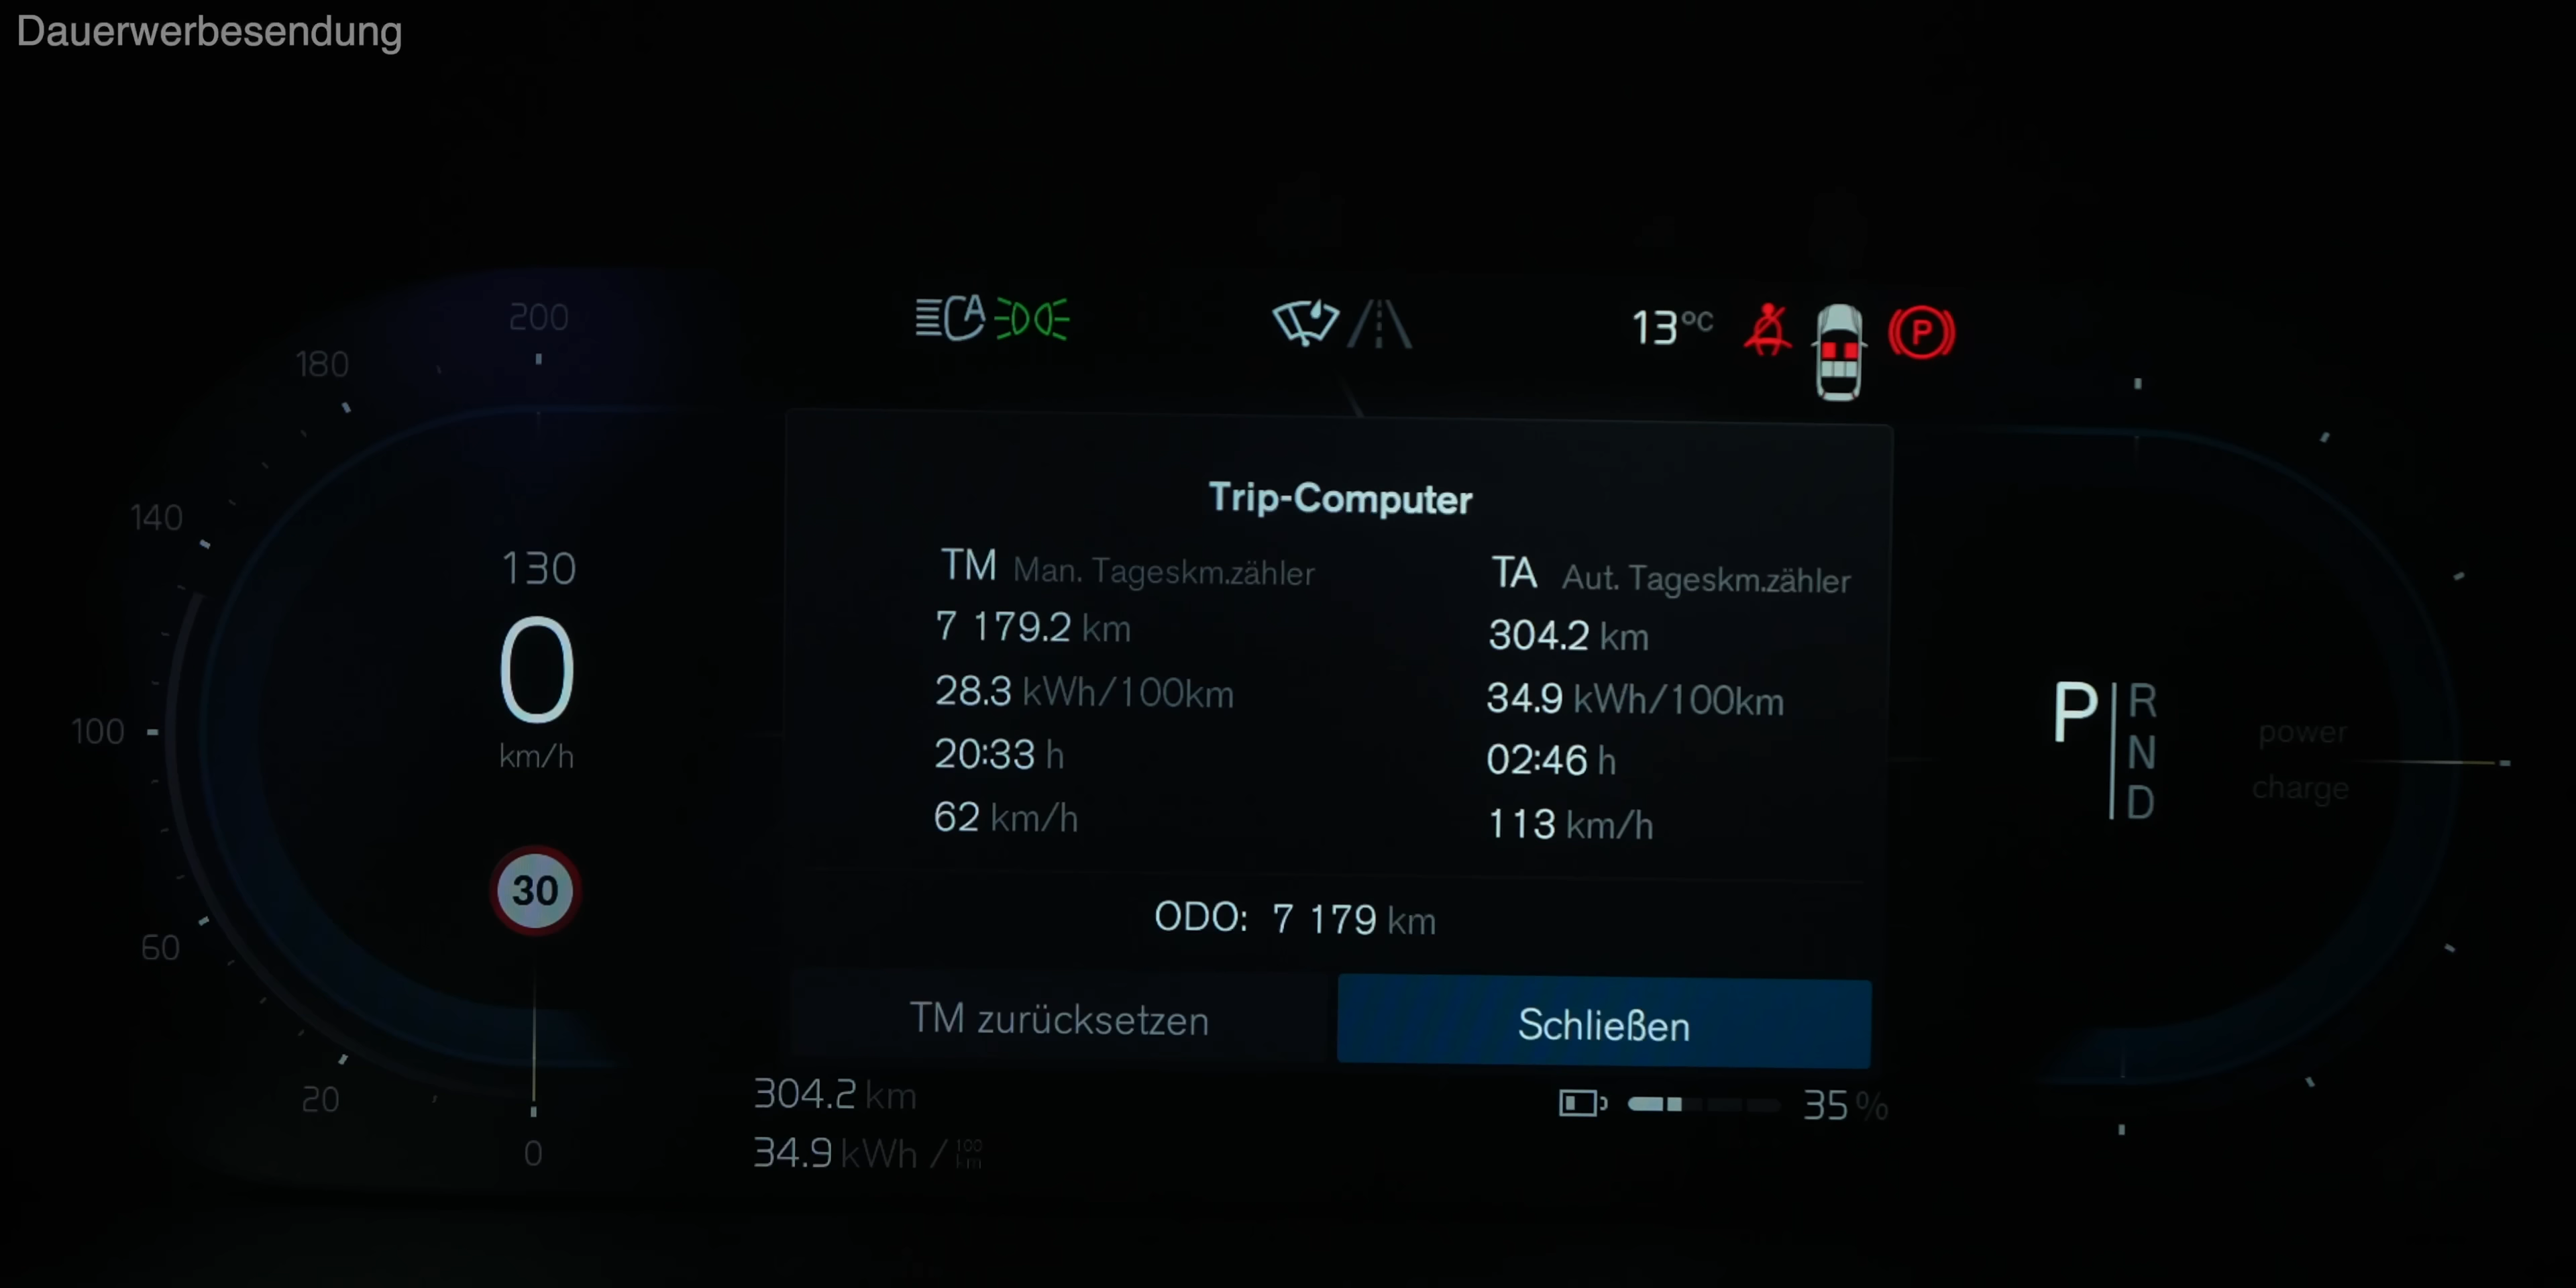 Dauerwerbesendung
200
180
140
100
60
20
0
130
0
km/h
30
A
13°C
P
Trip-Computer
TM Man. Tageskm.zähler
7 179.2 km
28.3 kWh/100km
20:33 h
62 km/h
TA Aut. Tageskm.zähler
304.2 km
34.9 kWh/100km
02:46 h
113 km/h
ODO: 7 179 km
TM zurücksetzen
Schließen
304.2 km
34.9 kWh / 100 km
35 %
P
R
N
D
power
charge